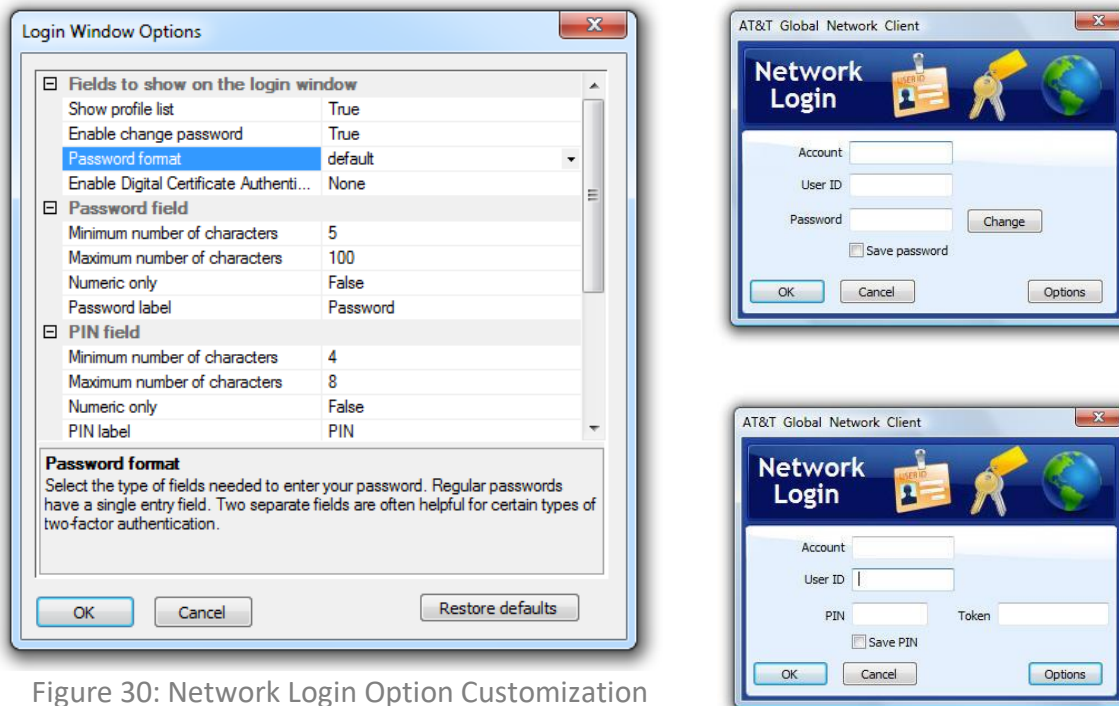 Login Window Options
Fields to show on the login window
Show profile list True
Enable change password True
Password format default
Enable Digital Certificate Authenti... None
Password field
Minimum number of characters 5
Maximum number of characters 100
Numeric only False
Password label Password
PIN field
Minimum number of characters 4
Maximum number of characters 8
Numeric only False
PIN label PIN
Password format
Select the type of fields needed to enter your password. Regular passwords
have a single entry field. Two separate fields are often helpful for certain types of
two-factor authentication.
OK Cancel Restore defaults
Figure 30: Network Login Option Customization
AT&T Global Network Client
Network
Login
USER ID
Account
User ID
Password Change
Save password
OK Cancel Options
AT&T Global Network Client
Network
Login
USER ID
Account
User ID
PIN Token
Save PIN
OK Cancel Options